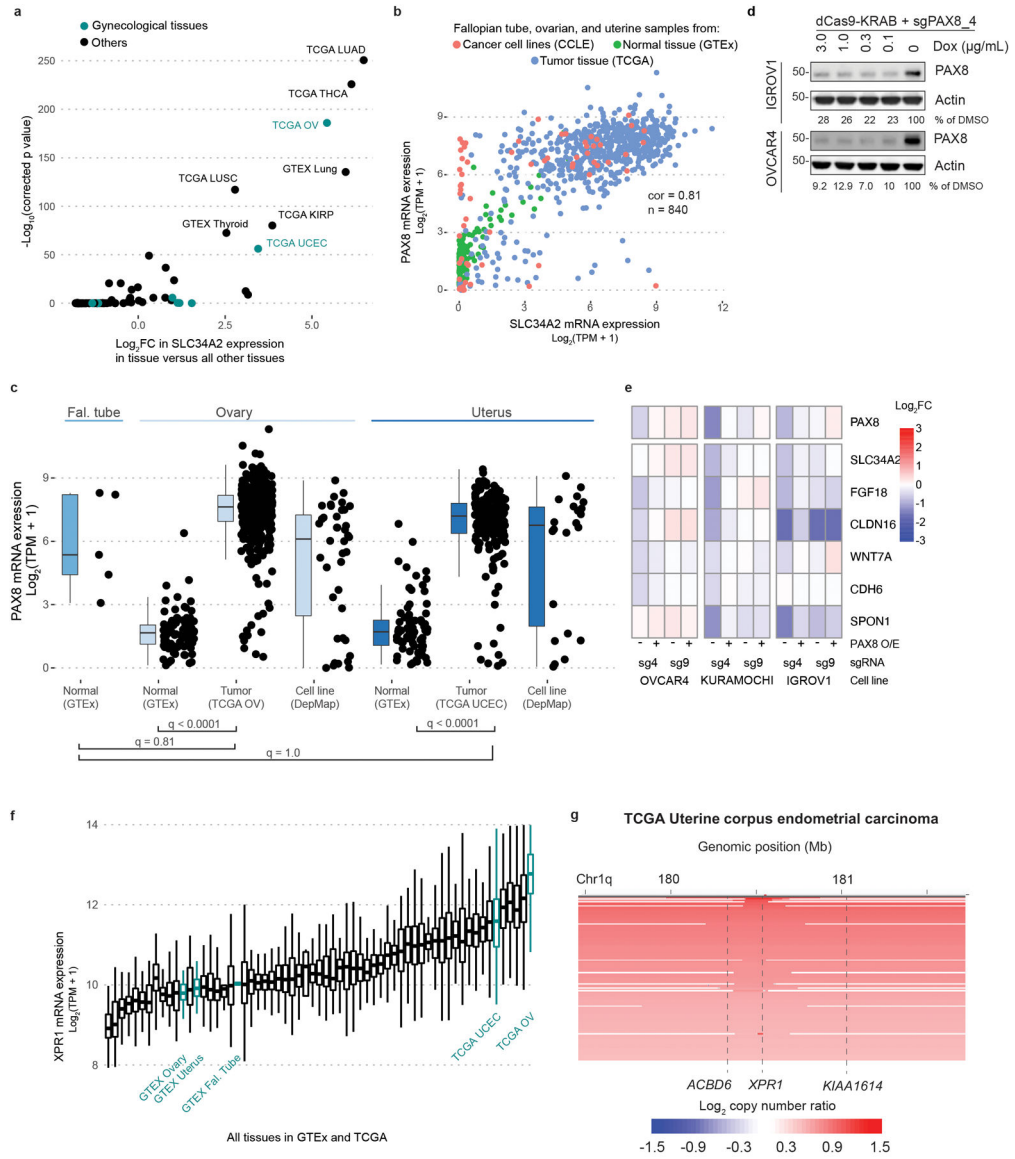 a
Gynecological tissues
Others
TCGA LUAD
TCGA THCA
TCGA OV
GTEX Lung
TCGA LUSC
TCGA KIRP
GTEX Thyroid
TCGA UCEC
250
200
150
100
50
0
-Log10(corrected p value)
0.0 2.5 5.0
Log2FC in SLC34A2 expression
in tissue versus all other tissues
b
Fallopian tube, ovarian, and uterine samples from:
Cancer cell lines (CCLE) Normal tissue (GTEx)
Tumor tissue (TCGA)
PAX8 mRNA expression
Log2(TPM + 1)
9
6
3
0
cor = 0.81
n = 840
0 3 6 9 12
SLC34A2 mRNA expression
Log2(TPM + 1)
d
dCas9-KRAB + sgPAX8_4
3.0 1.0 0.3 0.1 0 Dox (µg/mL)
IGROV1
50- PAX8
50- Actin
28 26 22 23 100 % of DMSO
OVCAR4
50- PAX8
50- Actin
9.2 12.9 7.0 10 100 % of DMSO
c
Fal. tube Ovary Uterus
PAX8 mRNA expression
Log2(TPM + 1)
9
6
3
0
Normal (GTEx)
Normal (GTEx)
Tumor (TCGA OV)
Cell line (DepMap)
Normal (GTEx)
Tumor (TCGA UCEC)
Cell line (DepMap)
q < 0.0001 q < 0.0001
q = 0.81
q = 1.0
e
Log2FC
3
2
1
0
-1
-2
-3
PAX8
SLC34A2
FGF18
CLDN16
WNT7A
CDH6
SPON1
- + - + - + - + - + - + PAX8 O/E
sg4 sg9 sg4 sg9 sg4 sg9 sgRNA
OVCAR4 KURAMOCHI IGROV1 Cell line
f
XPR1 mRNA expression
Log2(TPM + 1)
14
12
10
8
GTEX Ovary
GTEX Uterus
GTEX Fal. Tube
TCGA UCEC
TCGA OV
All tissues in GTEx and TCGA
g
TCGA Uterine corpus endometrial carcinoma
Genomic position (Mb)
Chr1q 180 181
ACBD6 XPR1 KIAA1614
Log2 copy number ratio
-1.5 -0.9 -0.3 0.3 0.9 1.5